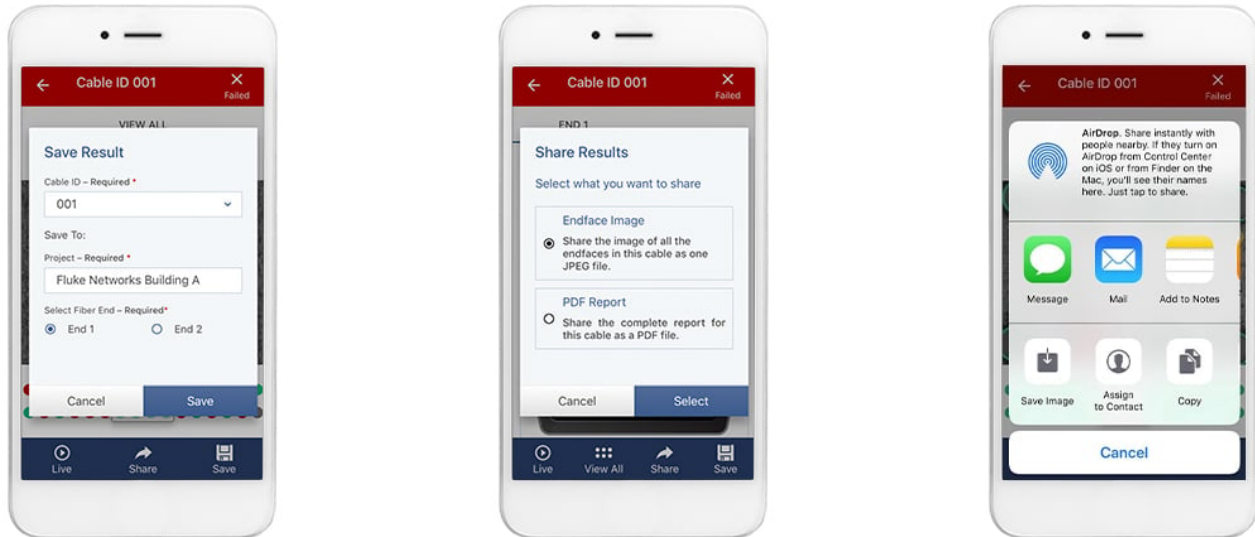 Cable ID 001
Failed
VIEW ALL
Save Result
Cable ID – Required *
001
Save To:
Project – Required *
Fluke Networks Building A
Select Fiber End – Required*
End 1 End 2
Cancel Save
Live Share Save
Cable ID 001
Failed
END 1
Share Results
Select what you want to share
Endface Image
Share the image of all the
endfaces in this cable as one
JPEG file.
PDF Report
Share the complete report for
this cable as a PDF file.
Cancel Select
Live View All Share Save
Cable ID 001
Failed
AirDrop. Share instantly with
people nearby. If they turn on
AirDrop from Control Center
on iOS or from Finder on the
Mac, you'll see their names
here. Just tap to share.
Message Mail Add to Notes
Save Image Assign
to Contact Copy
Cancel